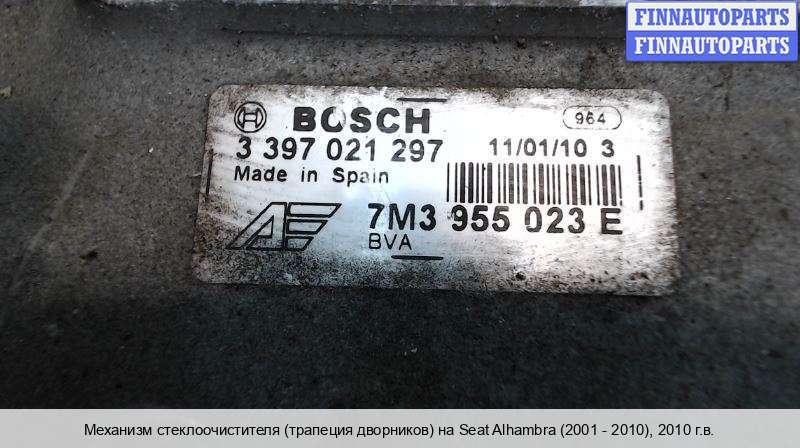 FINNAUTOPARTS
FINNAUTOPARTS
BOSCH 964
3 397 021 297 11/01/10 3
Made in Spain
7M3 955 023 E
BVA
Механизм стеклоочистителя (трапеция дворников) на Seat Alhambra (2001 - 2010), 2010 г.в.